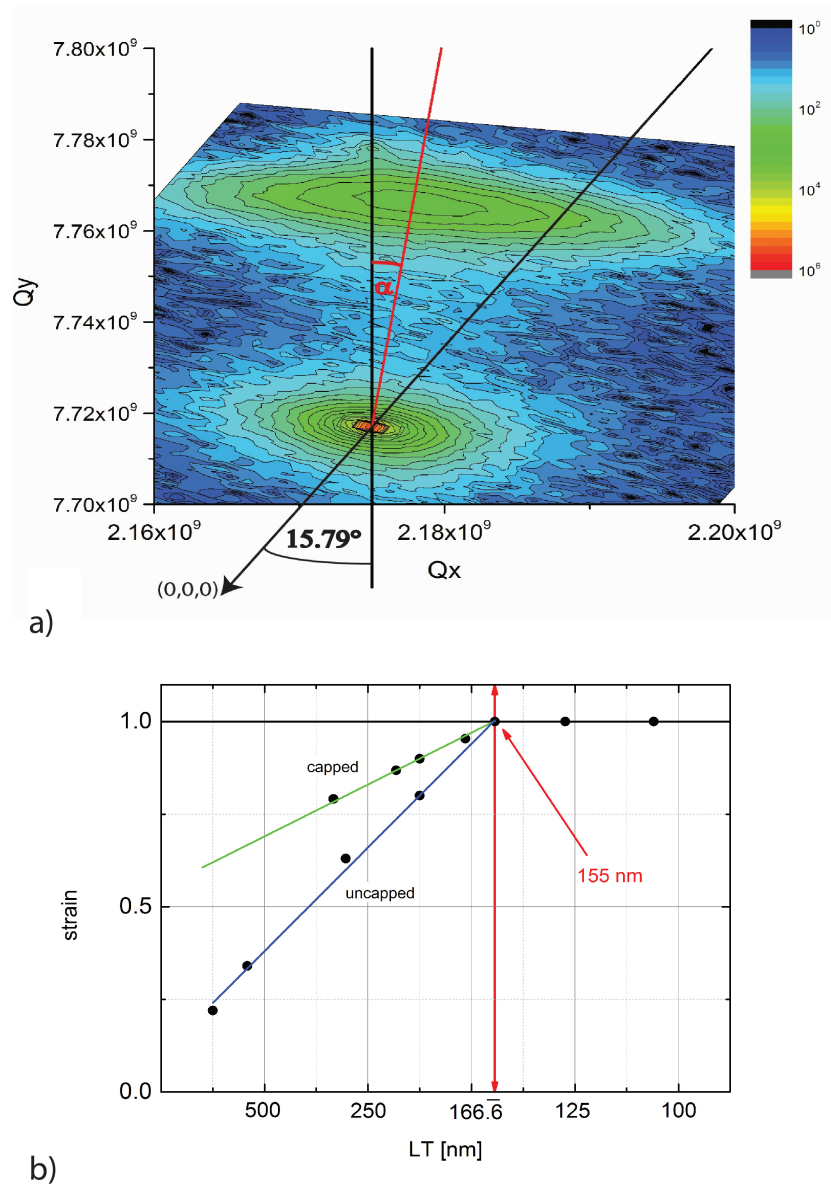 7.80x10⁹
7.78x10⁹
7.76x10⁹
7.74x10⁹
7.72x10⁹
7.70x10⁹
Qy
2.16x10⁹
2.18x10⁹
2.20x10⁹
Qx
α
15.79°
(0,0,0)
10⁰
10²
10⁴
10⁶
a)
1.0
0.5
0.0
strain
capped
uncapped
155 nm
500
250
166.6̅
125
100
LT [nm]
b)